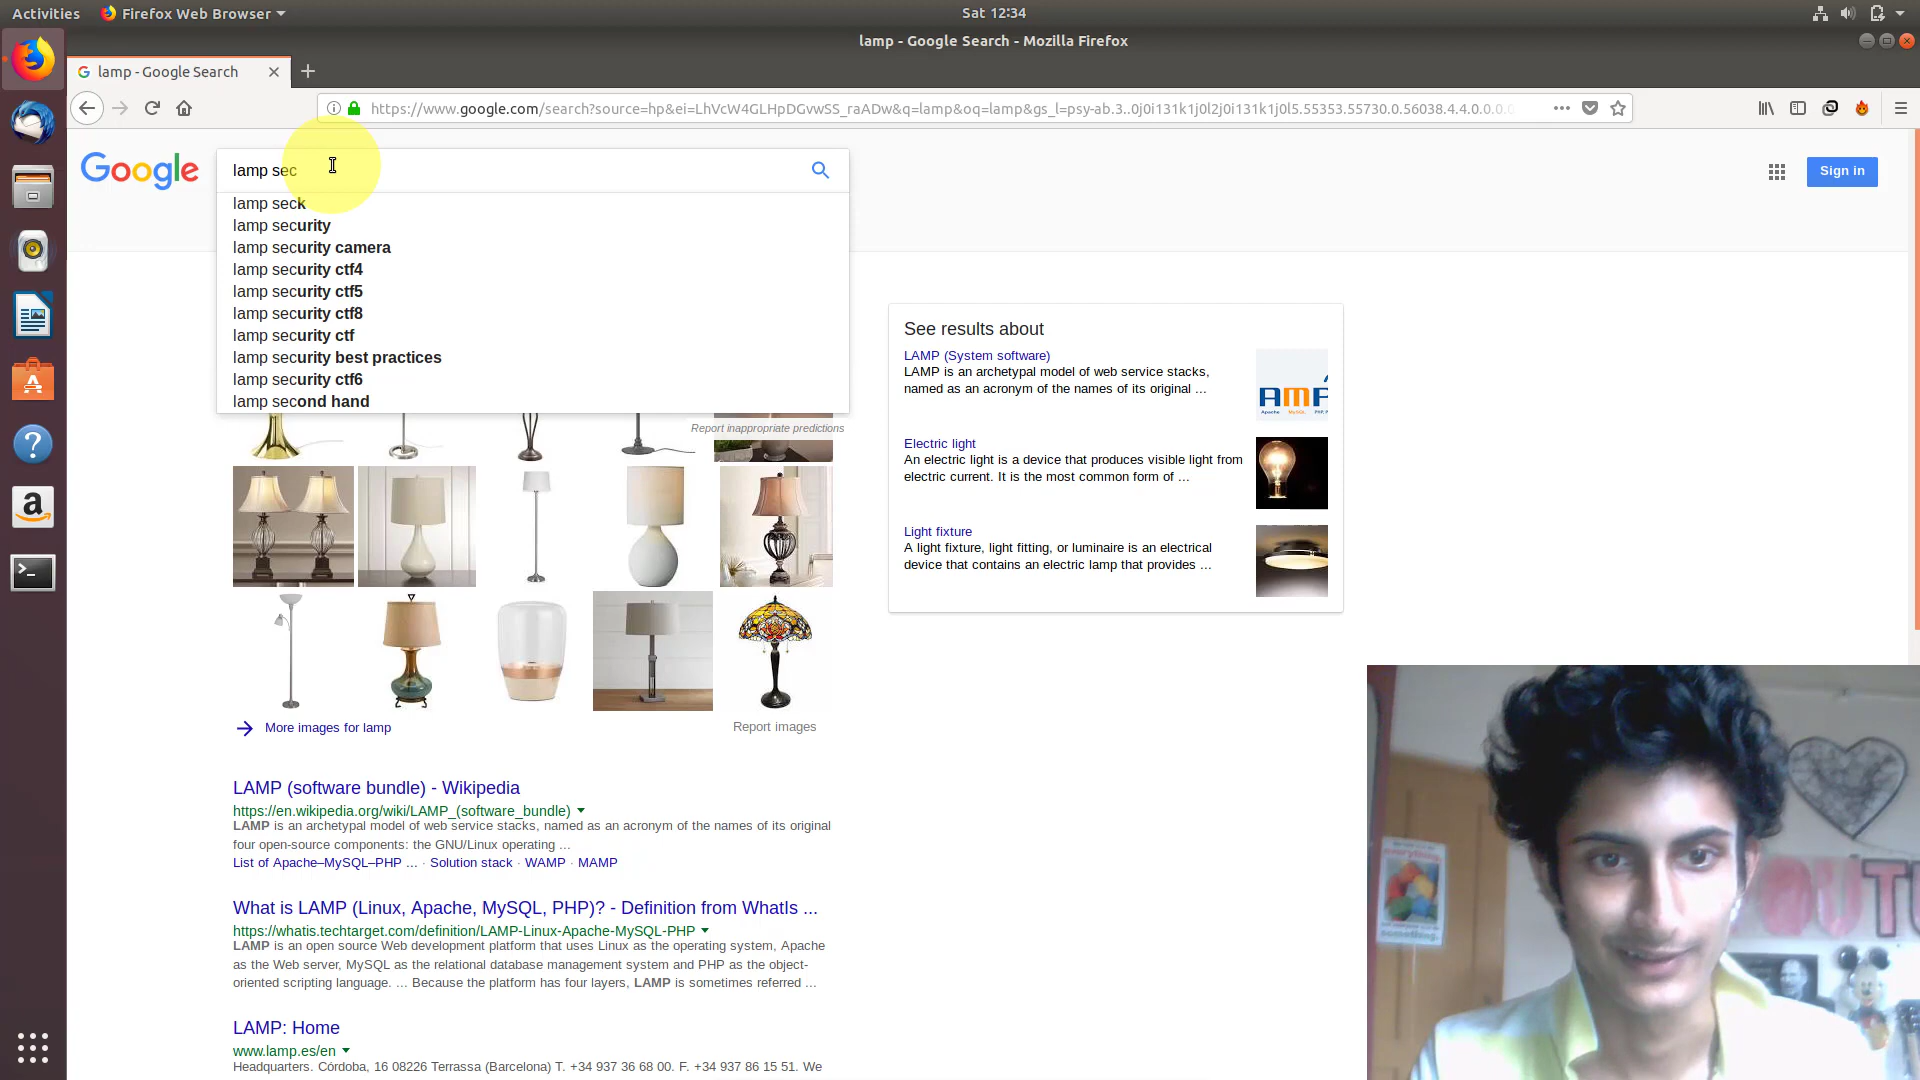 Activities
Firefox Web Browser
Sat 12:34
lamp - Google Search - Mozilla Firefox
lamp - Google Search
https://www.google.com/search?source=hp&ei=LhVcW4GLHpDGvwSS_raADw&q=lamp&oq=lamp&gs_l=psy-ab.3..0j0i131k1j0l2j0i131k1j0l5.55353.55730.0.56038.4.4.0.0.0.0
Google
lamp sec
Sign in
lamp seck
lamp security
lamp security camera
lamp security ctf4
lamp security ctf5
lamp security ctf8
lamp security ctf
lamp security best practices
lamp security ctf6
lamp second hand
Report inappropriate predictions
See results about
LAMP (System software)
LAMP is an archetypal model of web service stacks,
named as an acronym of the names of its original ...
AMP
Apache MySQL PHP, P
Electric light
An electric light is a device that produces visible light from
electric current. It is the most common form of ...
Light fixture
A light fixture, light fitting, or luminaire is an electrical
device that contains an electric lamp that provides ...
More images for lamp
Report images
LAMP (software bundle) - Wikipedia
https://en.wikipedia.org/wiki/LAMP_(software_bundle)
LAMP is an archetypal model of web service stacks, named as an acronym of the names of its original
four open-source components: the GNU/Linux operating ...
List of Apache–MySQL–PHP ... · Solution stack · WAMP · MAMP
What is LAMP (Linux, Apache, MySQL, PHP)? - Definition from WhatIs ...
https://whatis.techtarget.com/definition/LAMP-Linux-Apache-MySQL-PHP
LAMP is an open source Web development platform that uses Linux as the operating system, Apache
as the Web server, MySQL as the relational database management system and PHP as the object-
oriented scripting language. ... Because the platform has four layers, LAMP is sometimes referred ...
LAMP: Home
www.lamp.es/en
Headquarters. Córdoba, 16 08226 Terrassa (Barcelona) T. +34 937 36 68 00. F. +34 937 86 15 51. We
YOUTU
everything
something.